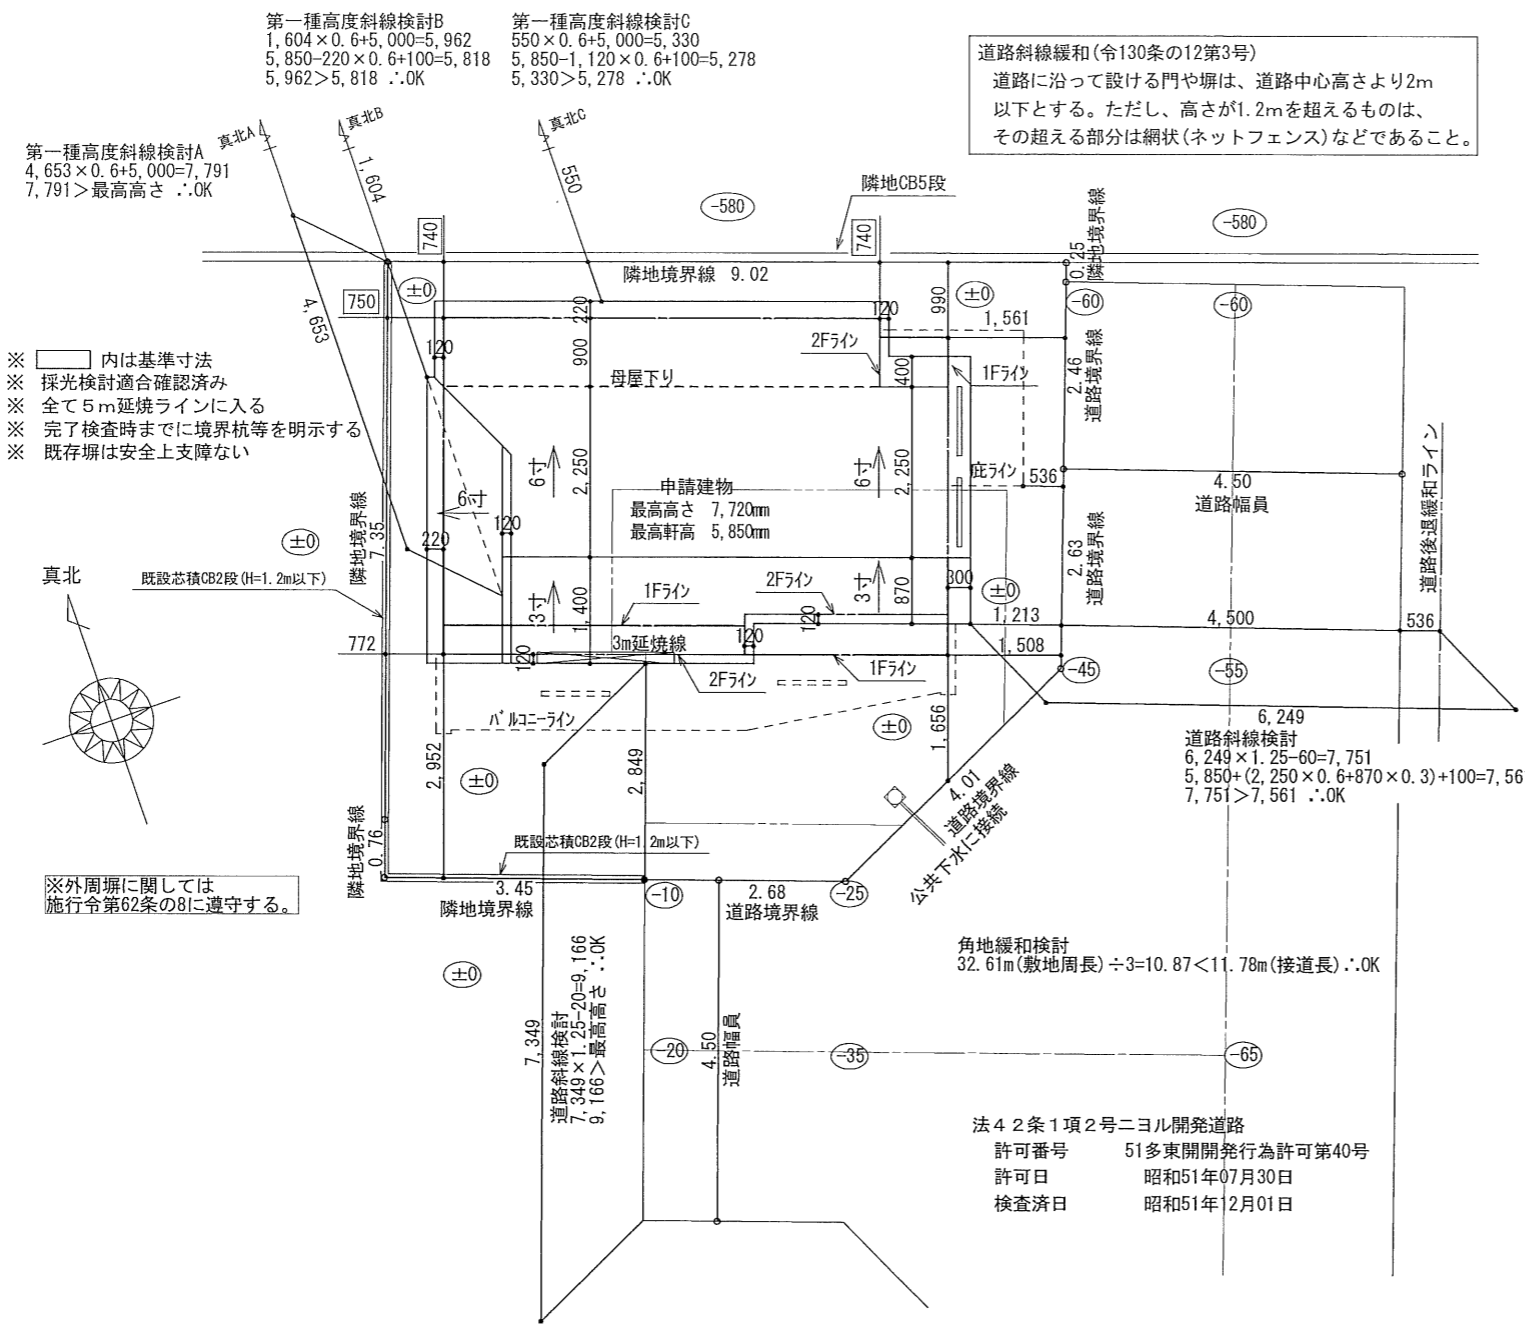 第一種高度斜線検討B
1,604×0.6+5,000=5,962
5,850-220×0.6+100=5,818
5,962>5,818 ∴OK
第一種高度斜線検討C
550×0.6+5,000=5,330
5,850-1,120×0.6+100=5,278
5,330>5,278 ∴OK
道路斜線緩和(令130条の12第3号)
道路に沿って設ける門や塀は、道路中心高さより2m
以下とする。ただし、高さが1.2mを超えるものは、
その超える部分は網状(ネットフェンス)などであること。
第一種高度斜線検討A
4,653×0.6+5,000=7,791
7,791>最高高さ ∴OK
真北A
真北B
真北C
1,604
550
4,653
740
740
750
-580
隣地CB5段
-580
隣地境界線 9.02
0.25
隣地境界線
±0
±0
-60
-60
220
120
990
1,561
120
900
2Fライン
400
1Fライン
2.46
道路境界線
母屋下り
※ 内は基準寸法
※ 採光検討適合確認済み
※ 全て5m延焼ラインに入る
※ 完了検査時までに境界杭等を明示する
※ 既存塀は安全上支障ない
6寸
2,250
6寸
2,250
庇ライン
536
4.50
道路幅員
道路後退緩和ライン
申請建物
最高高さ 7,720mm
最高軒高 5,850mm
6寸
120
220
±0
隣地境界線
7.35
2.63
道路境界線
真北
既設芯積CB2段(H=1.2m以下)
3寸
1,400
1Fライン
2Fライン
3寸
870
300
±0
120
1,213
4,500
536
772
120
3m延焼線
120
1,508
2Fライン
1Fライン
-45
-55
バルコニーライン
±0
1,656
6,249
道路斜線検討
6,249×1.25-60=7,751
5,850+(2,250×0.6+870×0.3)+100=7,56
7,751>7,561 ∴OK
2,952
±0
2,849
4.01
道路境界線
公共下水に接続
隣地境界線
0.76
既設芯積CB2段(H=1.2m以下)
※外周塀に関しては
施行令第62条の8に遵守する。
3.45
隣地境界線
-10
2.68
道路境界線
-25
±0
角地緩和検討
32.61m(敷地周長)÷3=10.87<11.78m(接道長)∴OK
7,349
道路斜線検討
7,349×1.25-20=9,166
9,166>最高高さ ∴OK
-20
4.50
道路幅員
-35
-65
法42条1項2号ニヨル開発道路
許可番号 51多東開開発行為許可第40号
許可日 昭和51年07月30日
検査済日 昭和51年12月01日